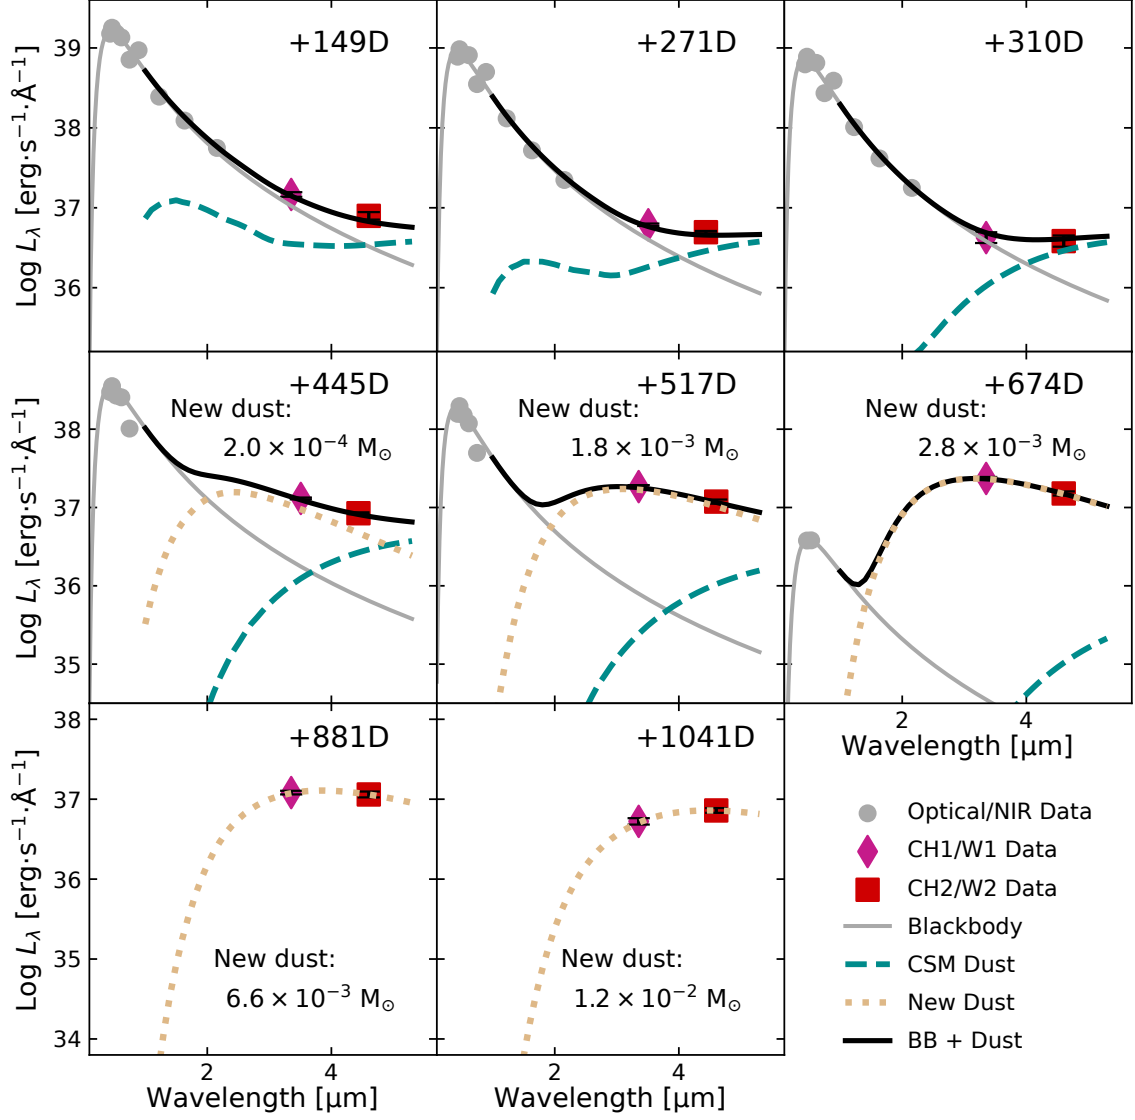 +149D
+271D
+310D
39
38
37
36
Log Lλ [erg·s⁻¹·Å⁻¹]
+445D
New dust:
2.0 × 10⁻⁴ M☉
+517D
New dust:
1.8 × 10⁻³ M☉
+674D
New dust:
2.8 × 10⁻³ M☉
38
37
36
35
Log Lλ [erg·s⁻¹·Å⁻¹]
2 4
Wavelength [μm]
+881D
New dust:
6.6 × 10⁻³ M☉
+1041D
New dust:
1.2 × 10⁻² M☉
38
37
36
35
34
Log Lλ [erg·s⁻¹·Å⁻¹]
2 4
Wavelength [μm]
2 4
Wavelength [μm]
Optical/NIR Data
CH1/W1 Data
CH2/W2 Data
Blackbody
CSM Dust
New Dust
BB + Dust